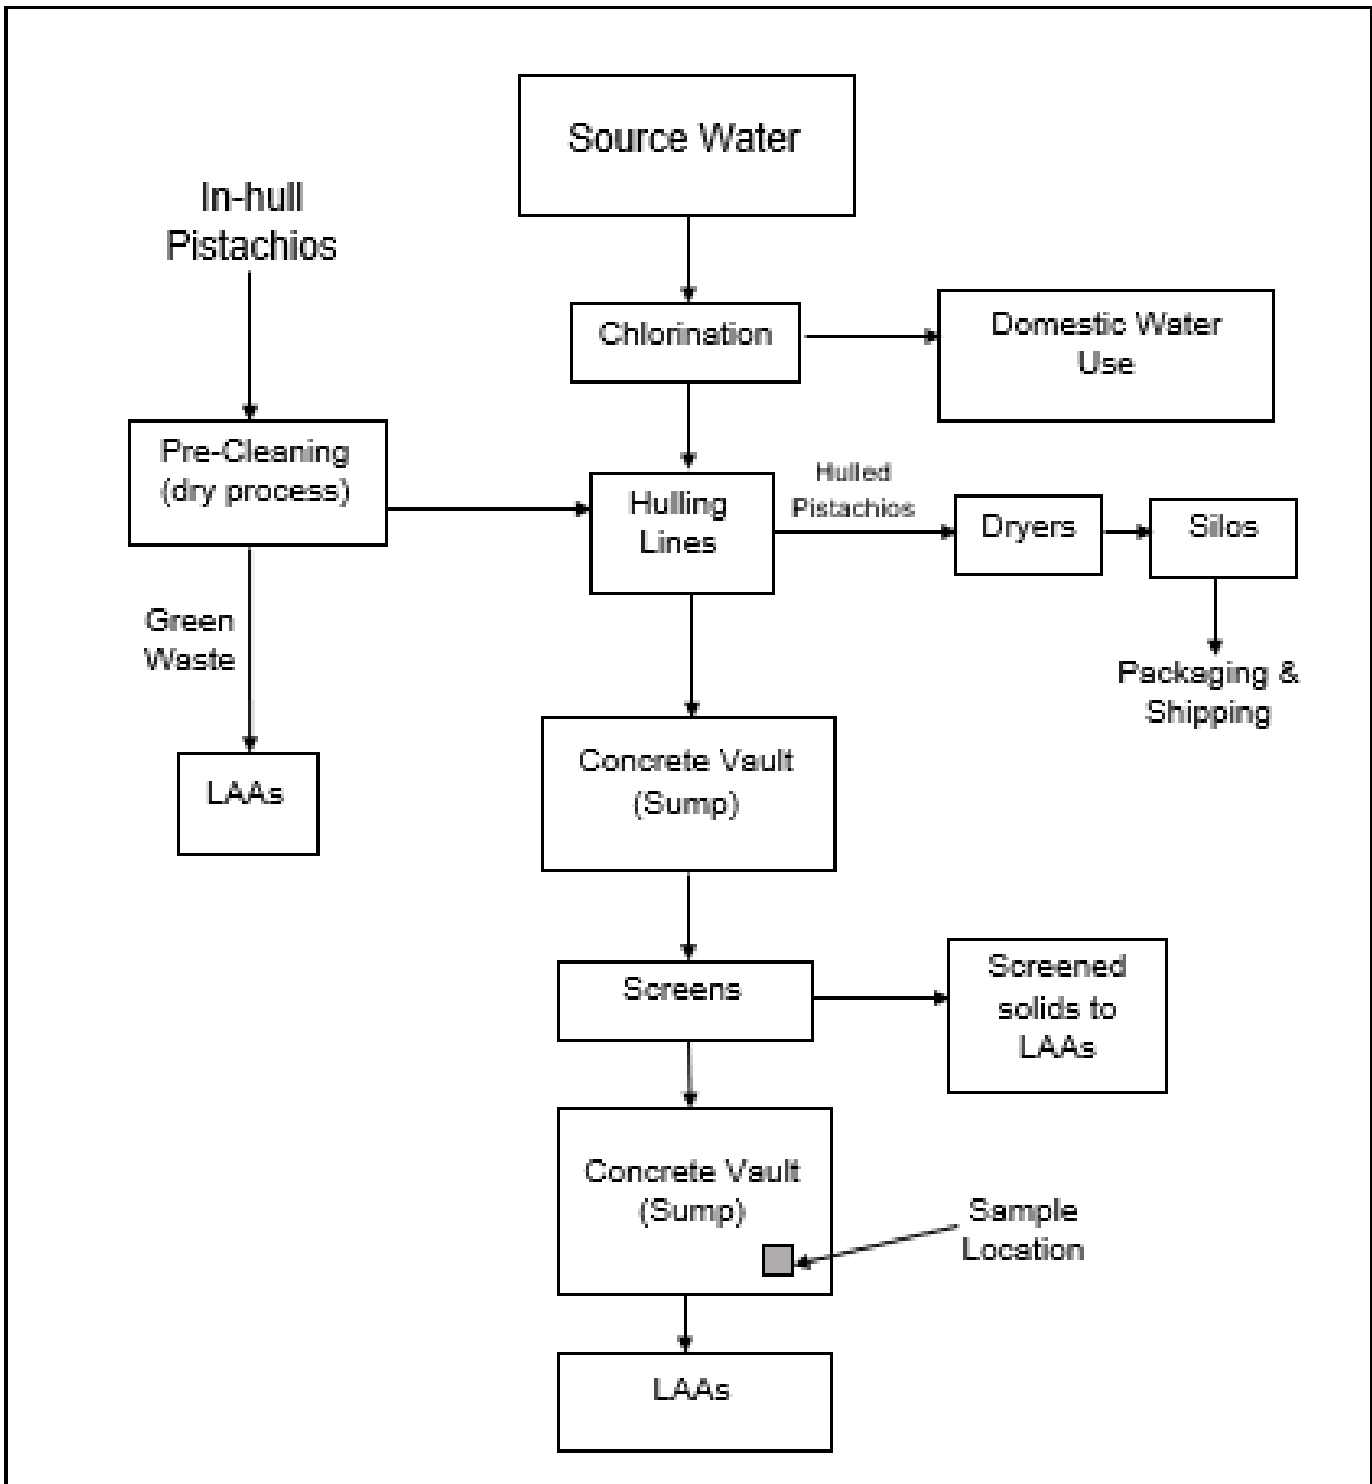 Source Water
In-hull
Pistachios
Chlorination
Domestic Water
Use
Pre-Cleaning
(dry process)
Hulling
Lines
Hulled
Pistachios
Dryers
Silos
Green
Waste
Packaging &
Shipping
LAAs
Concrete Vault
(Sump)
Screens
Screened
solids to
LAAs
Concrete Vault
(Sump)
Sample
Location
LAAs